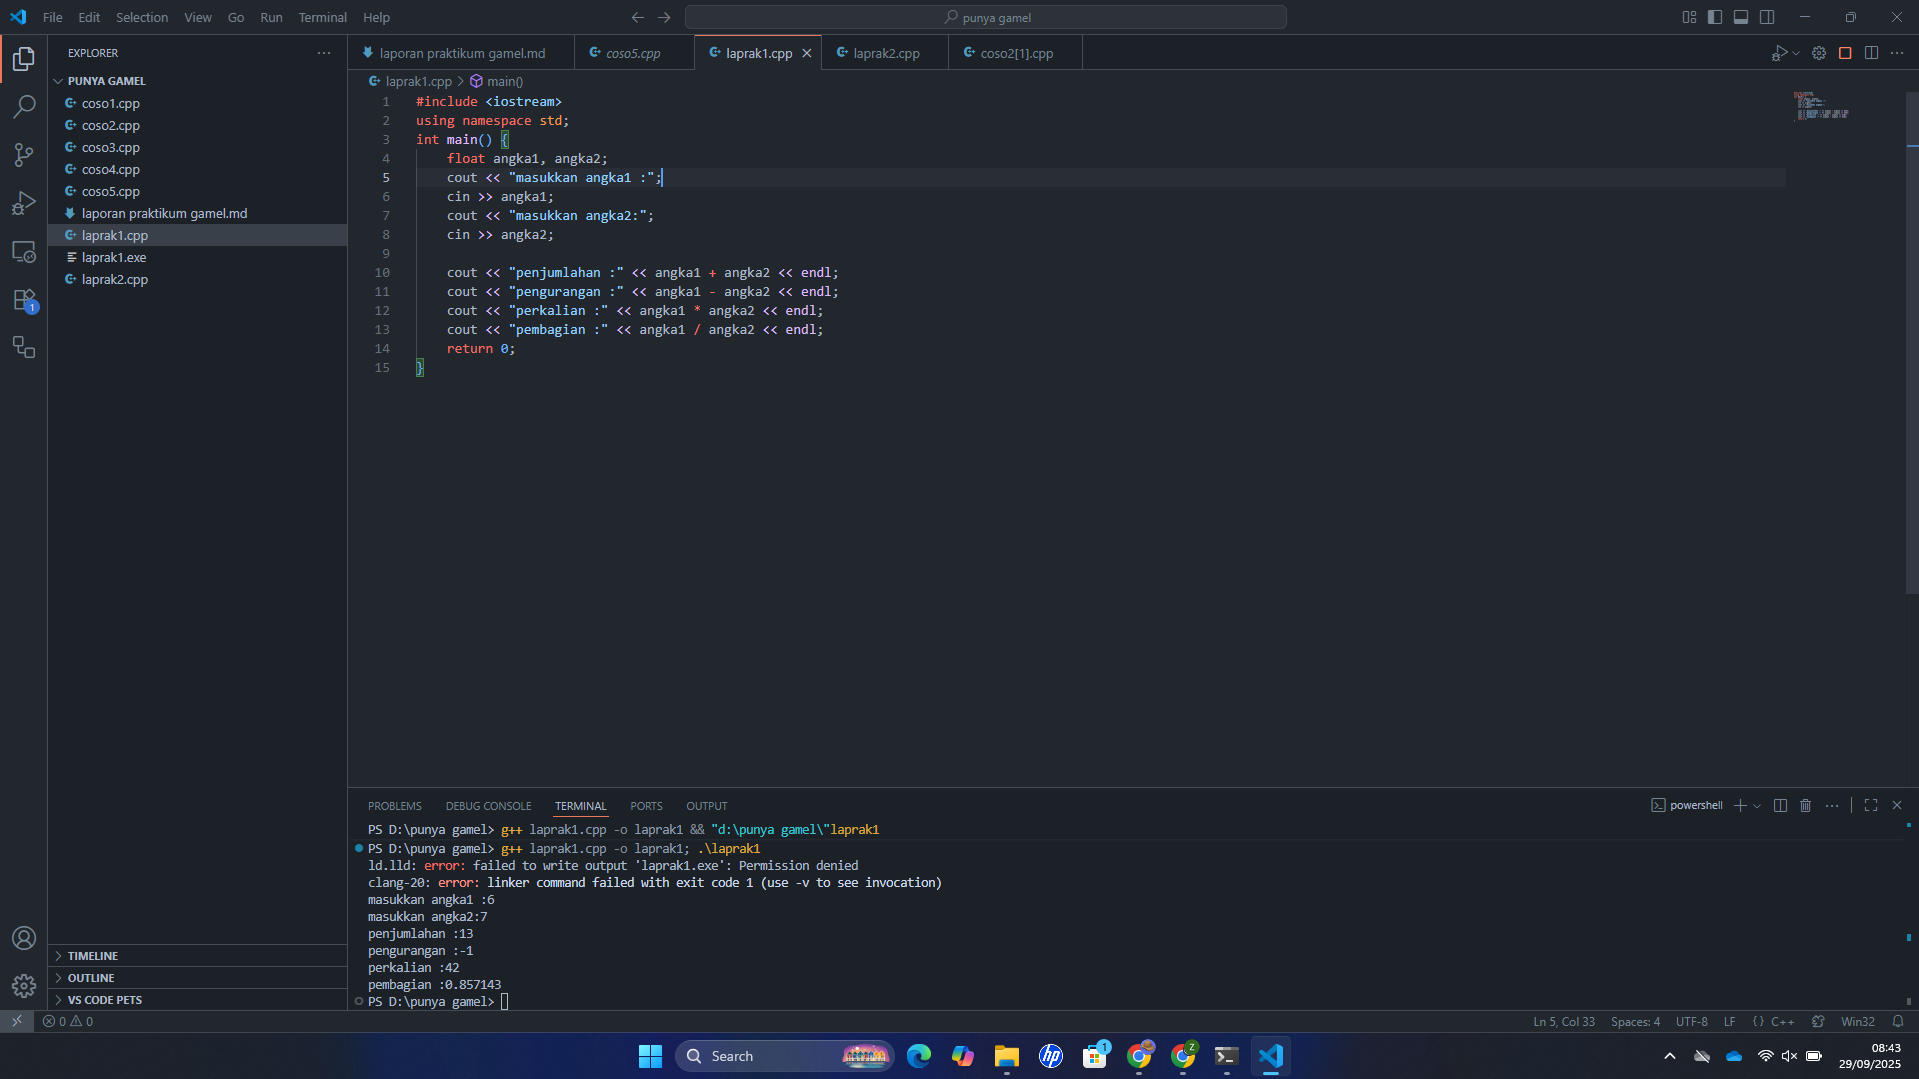 File Edit Selection View Go Run Terminal Help
punya gamel
EXPLORER
PUNYA GAMEL
coso1.cpp
coso2.cpp
coso3.cpp
coso4.cpp
coso5.cpp
laporan praktikum gamel.md
laprak1.cpp
laprak1.exe
laprak2.cpp
1
TIMELINE
OUTLINE
VS CODE PETS
laporan praktikum gamel.md coso5.cpp laprak1.cpp laprak2.cpp coso2[1].cpp
laprak1.cpp > main()
1 #include <iostream>
2 using namespace std;
3 int main() {
4 float angka1, angka2;
5 cout << "masukkan angka1 :";
6 cin >> angka1;
7 cout << "masukkan angka2:";
8 cin >> angka2;
9
10 cout << "penjumlahan :" << angka1 + angka2 << endl;
11 cout << "pengurangan :" << angka1 - angka2 << endl;
12 cout << "perkalian :" << angka1 * angka2 << endl;
13 cout << "pembagian :" << angka1 / angka2 << endl;
14 return 0;
15 }
PROBLEMS DEBUG CONSOLE TERMINAL PORTS OUTPUT
powershell
PS D:\punya gamel> g++ laprak1.cpp -o laprak1 && "d:\punya gamel\"laprak1
PS D:\punya gamel> g++ laprak1.cpp -o laprak1; .\laprak1
ld.lld: error: failed to write output 'laprak1.exe': Permission denied
clang-20: error: linker command failed with exit code 1 (use -v to see invocation)
masukkan angka1 :6
masukkan angka2:7
penjumlahan :13
pengurangan :-1
perkalian :42
pembagian :0.857143
PS D:\punya gamel>
0 0
Ln 5, Col 33 Spaces: 4 UTF-8 LF {} C++ Win32
Search
hp
1
Z
08:43
29/09/2025